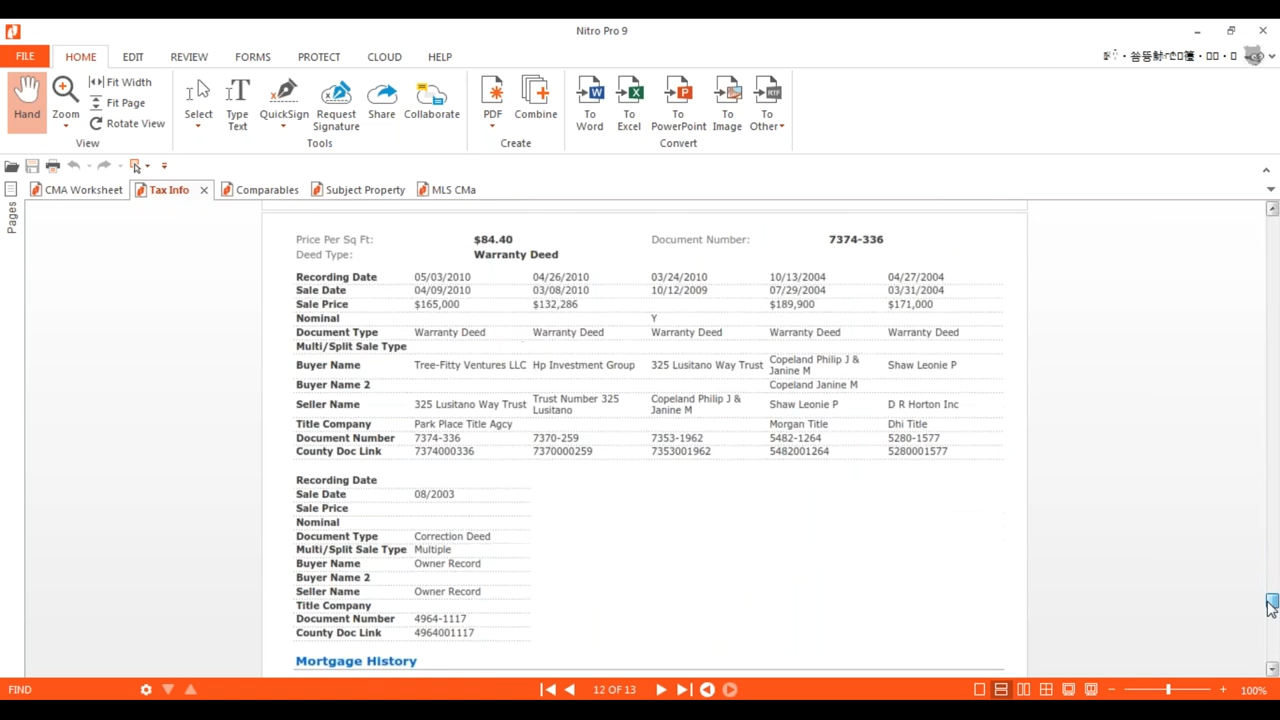 Nitro Pro 9
FILE HOME EDIT REVIEW FORMS PROTECT CLOUD HELP
Hand Zoom Fit Width Fit Page Rotate View
View
Select Type Text QuickSign Request Signature Share Collaborate
Tools
PDF Combine
Create
To Word To Excel To PowerPoint To Image To Other
Convert
CMA Worksheet Tax Info Comparables Subject Property MLS CMa
Pages
Price Per Sq Ft: $84.40 Document Number: 7374-336
Deed Type: Warranty Deed
Recording Date 05/03/2010 04/26/2010 03/24/2010 10/13/2004 04/27/2004
Sale Date 04/09/2010 03/08/2010 10/12/2009 07/29/2004 03/31/2004
Sale Price $165,000 $132,286 $189,900 $171,000
Nominal Y
Document Type Warranty Deed Warranty Deed Warranty Deed Warranty Deed Warranty Deed
Multi/Split Sale Type
Buyer Name Tree-Fitty Ventures LLC Hp Investment Group 325 Lusitano Way Trust Copeland Philip J & Janine M Shaw Leonie P
Buyer Name 2 Copeland Janine M
Seller Name 325 Lusitano Way Trust Trust Number 325 Lusitano Copeland Philip J & Janine M Shaw Leonie P D R Horton Inc
Title Company Park Place Title Agcy Morgan Title Dhi Title
Document Number 7374-336 7370-259 7353-1962 5482-1264 5280-1577
County Doc Link 7374000336 7370000259 7353001962 5482001264 5280001577
Recording Date
Sale Date 08/2003
Sale Price
Nominal
Document Type Correction Deed
Multi/Split Sale Type Multiple
Buyer Name Owner Record
Buyer Name 2
Seller Name Owner Record
Title Company
Document Number 4964-1117
County Doc Link 4964001117
Mortgage History
FIND 12 OF 13 100%